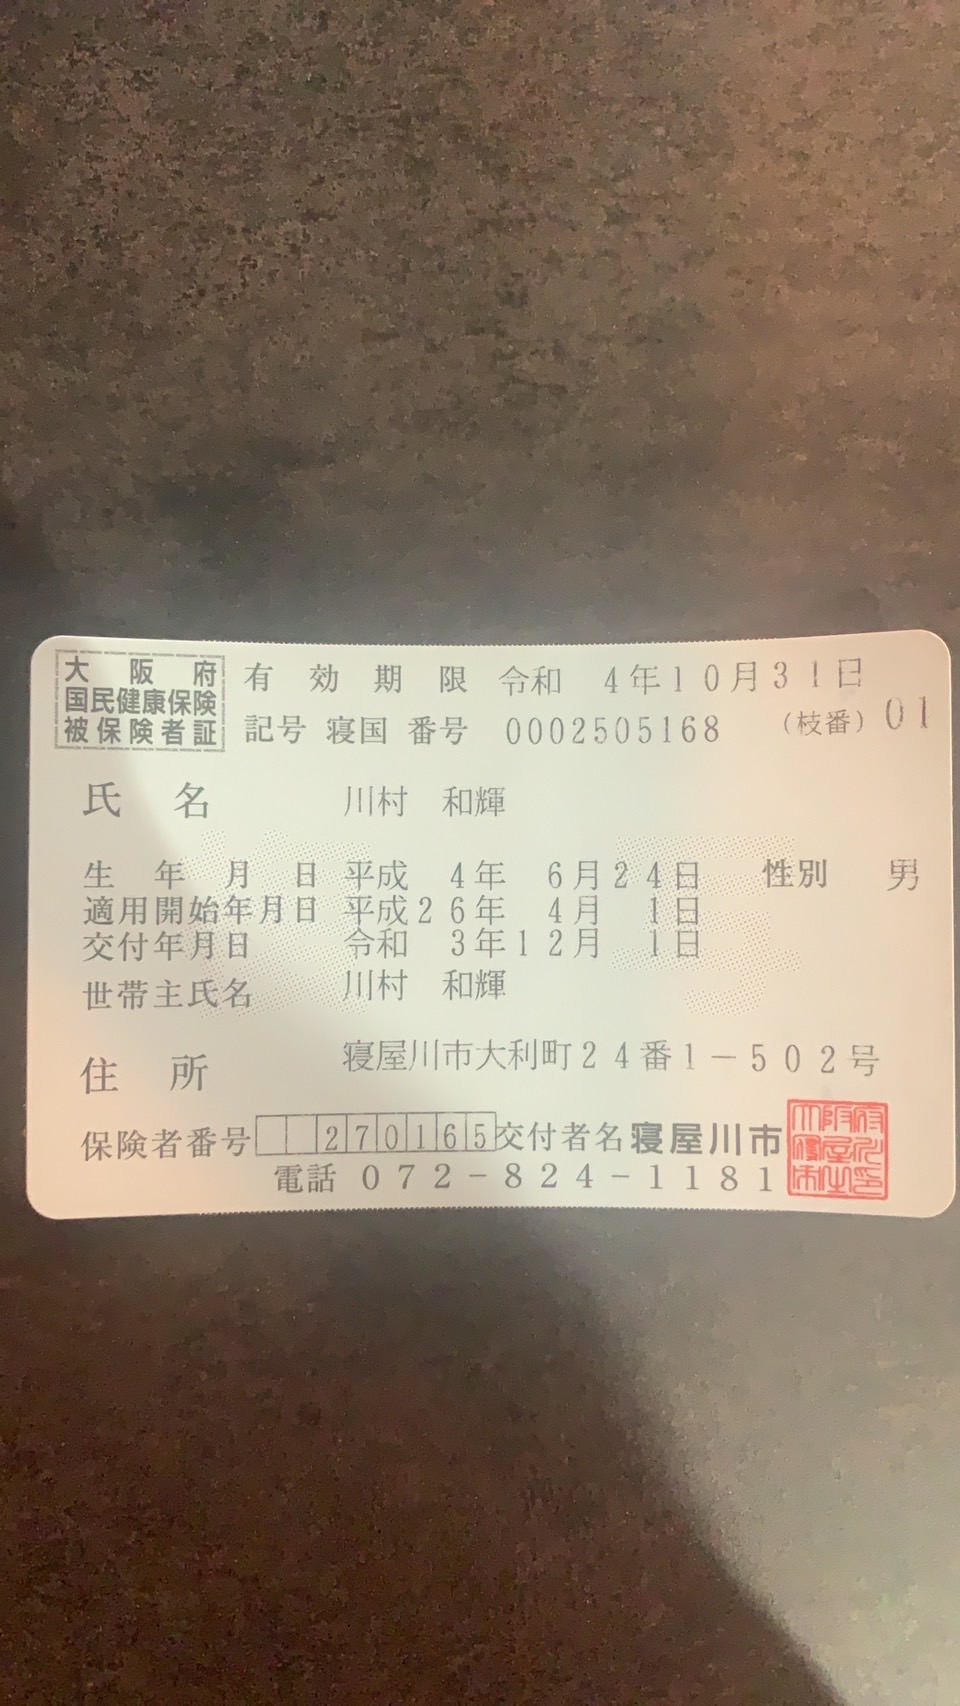 大阪府
国民健康保険
被保険者証
有効期限 令和 4年10月31日
記号 寝国 番号 0002505168 (枝番) 01
氏名 川村 和輝
生年月日 平成 4年 6月24日 性別 男
適用開始年月日 平成26年 4月 1日
交付年月日 令和 3年12月 1日
世帯主氏名 川村 和輝
住所 寝屋川市大利町24番1-502号
保険者番号 270165 交付者名 寝屋川市
電話 072-824-1181